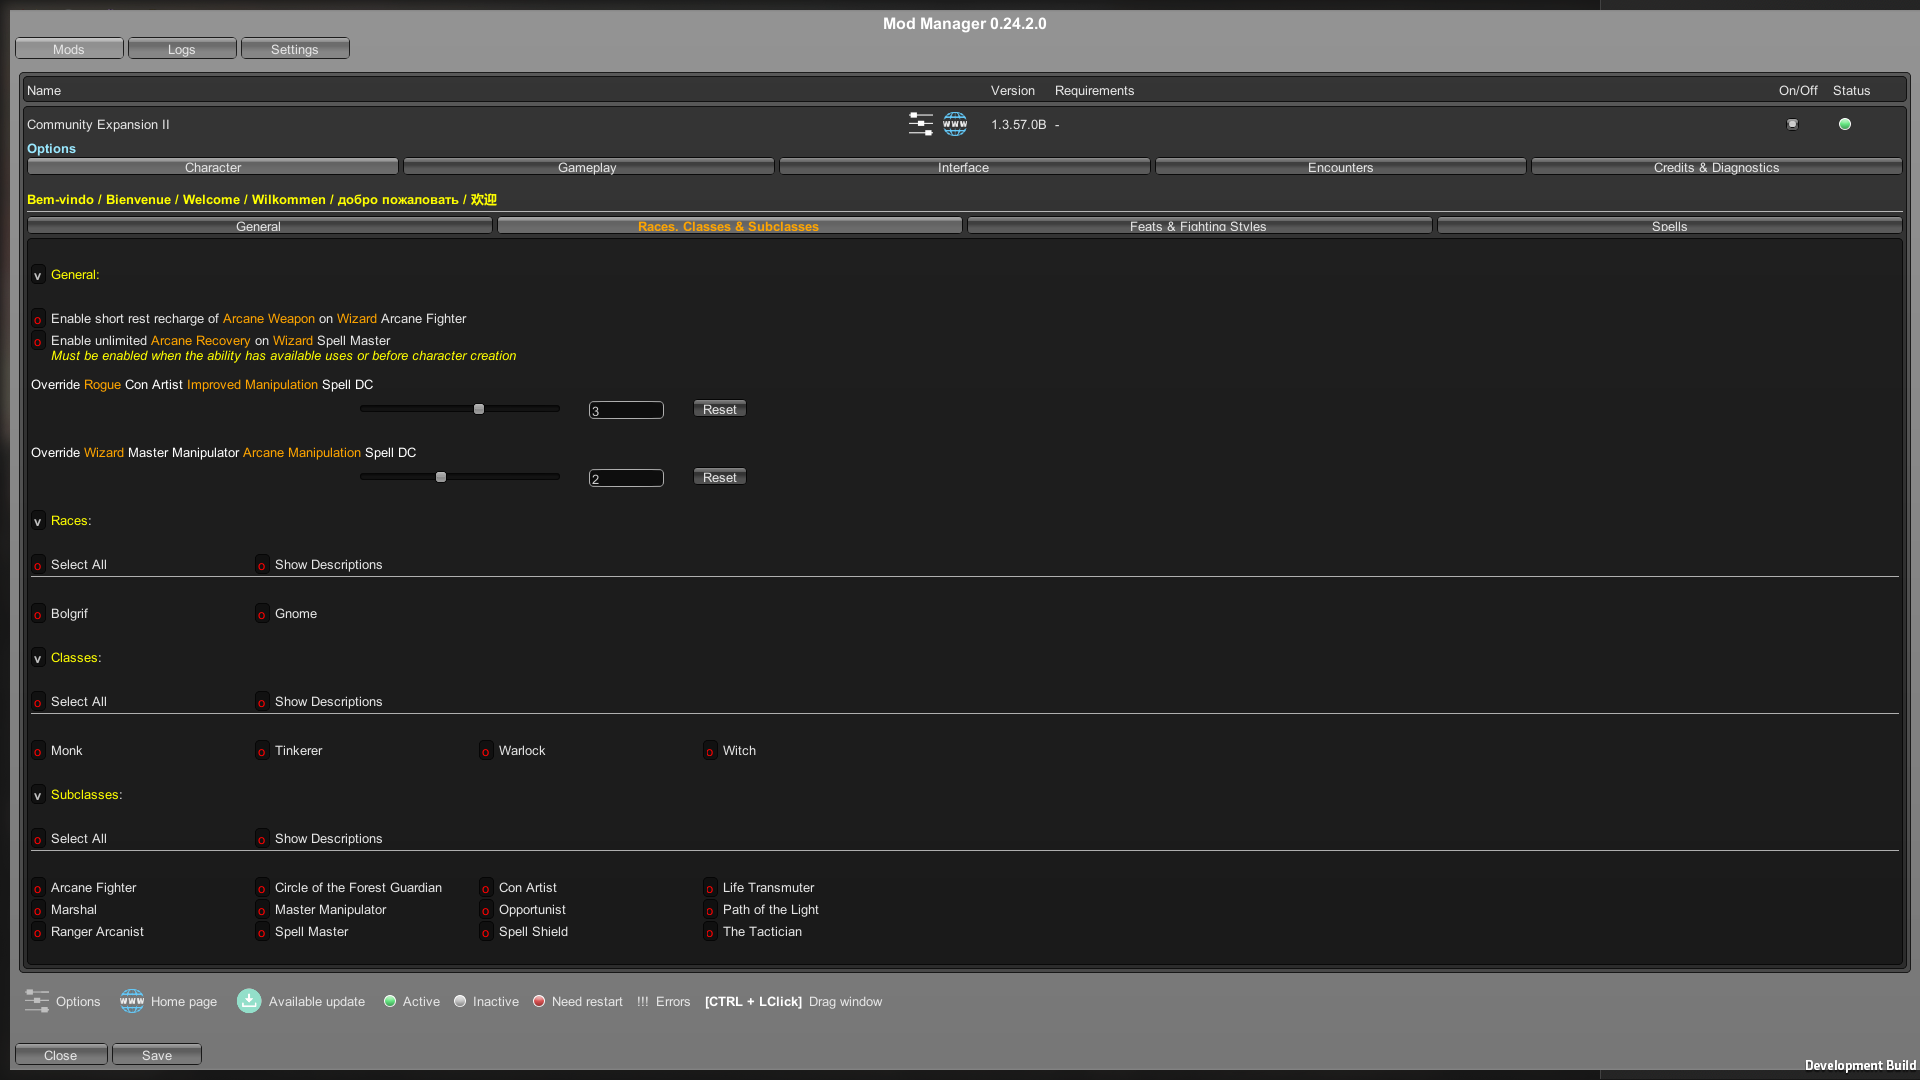 Mod Manager 0.24.2.0
Mods Logs Settings
Name Version Requirements On/Off Status
Community Expansion II www 1.3.57.0B -
Options
Character Gameplay Interface Encounters Credits & Diagnostics
Bem-vindo / Bienvenue / Welcome / Wilkommen / добро пожаловать / 欢迎
General Races, Classes & Subclasses Feats & Fighting Styles Spells
v General:
o Enable short rest recharge of Arcane Weapon on Wizard Arcane Fighter
o Enable unlimited Arcane Recovery on Wizard Spell Master
Must be enabled when the ability has available uses or before character creation
Override Rogue Con Artist Improved Manipulation Spell DC
3 Reset
Override Wizard Master Manipulator Arcane Manipulation Spell DC
2 Reset
v Races:
o Select All o Show Descriptions
o Bolgrif o Gnome
v Classes:
o Select All o Show Descriptions
o Monk o Tinkerer o Warlock o Witch
v Subclasses:
o Select All o Show Descriptions
o Arcane Fighter o Circle of the Forest Guardian o Con Artist o Life Transmuter
o Marshal o Master Manipulator o Opportunist o Path of the Light
o Ranger Arcanist o Spell Master o Spell Shield o The Tactician
Options www Home page Available update Active Inactive Need restart !!! Errors [CTRL + LClick] Drag window
Close Save
Development Build